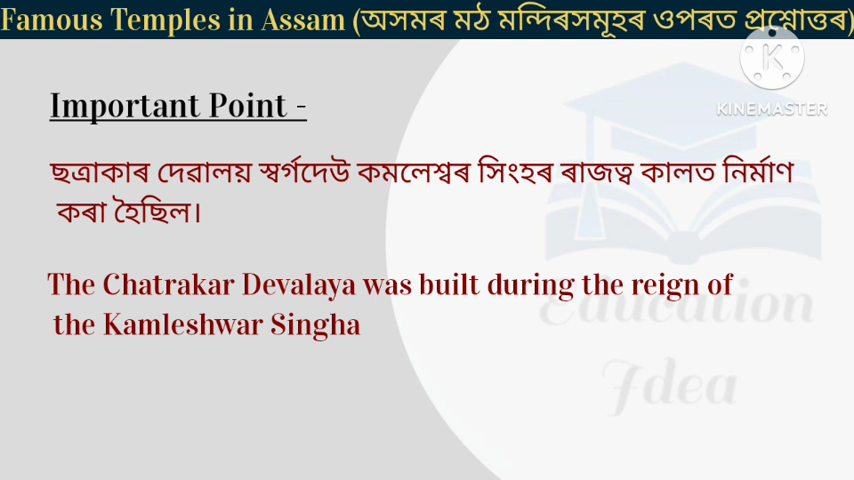 Famous Temples in Assam (অসমৰ মঠ মন্দিৰসমূহৰ ওপৰত প্ৰশ্নোত্তৰ)
K
KINEMASTER
Important Point -
ছত্ৰাকাৰ দেৱালয় স্বৰ্গদেউ কমলেশ্বৰ সিংহৰ ৰাজত্ব কালত নিৰ্মাণ
কৰা হৈছিল।
The Chatrakar Devalaya was built during the reign of
the Kamleshwar Singha
Education
Idea